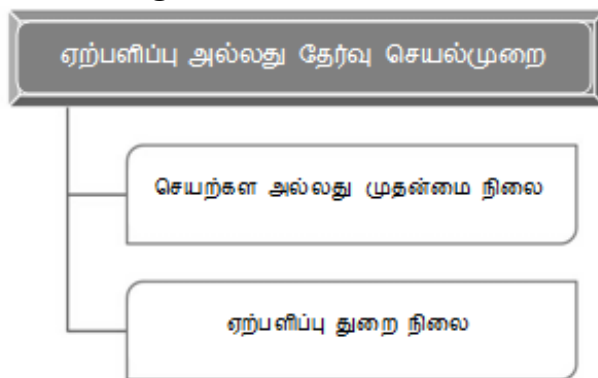 ஏற்பளிப்பு அல்லது தேர்வு செயல்முறை
செயற்கள அல்லது முதன்மை நிலை
ஏற்பளிப்பு துறை நிலை